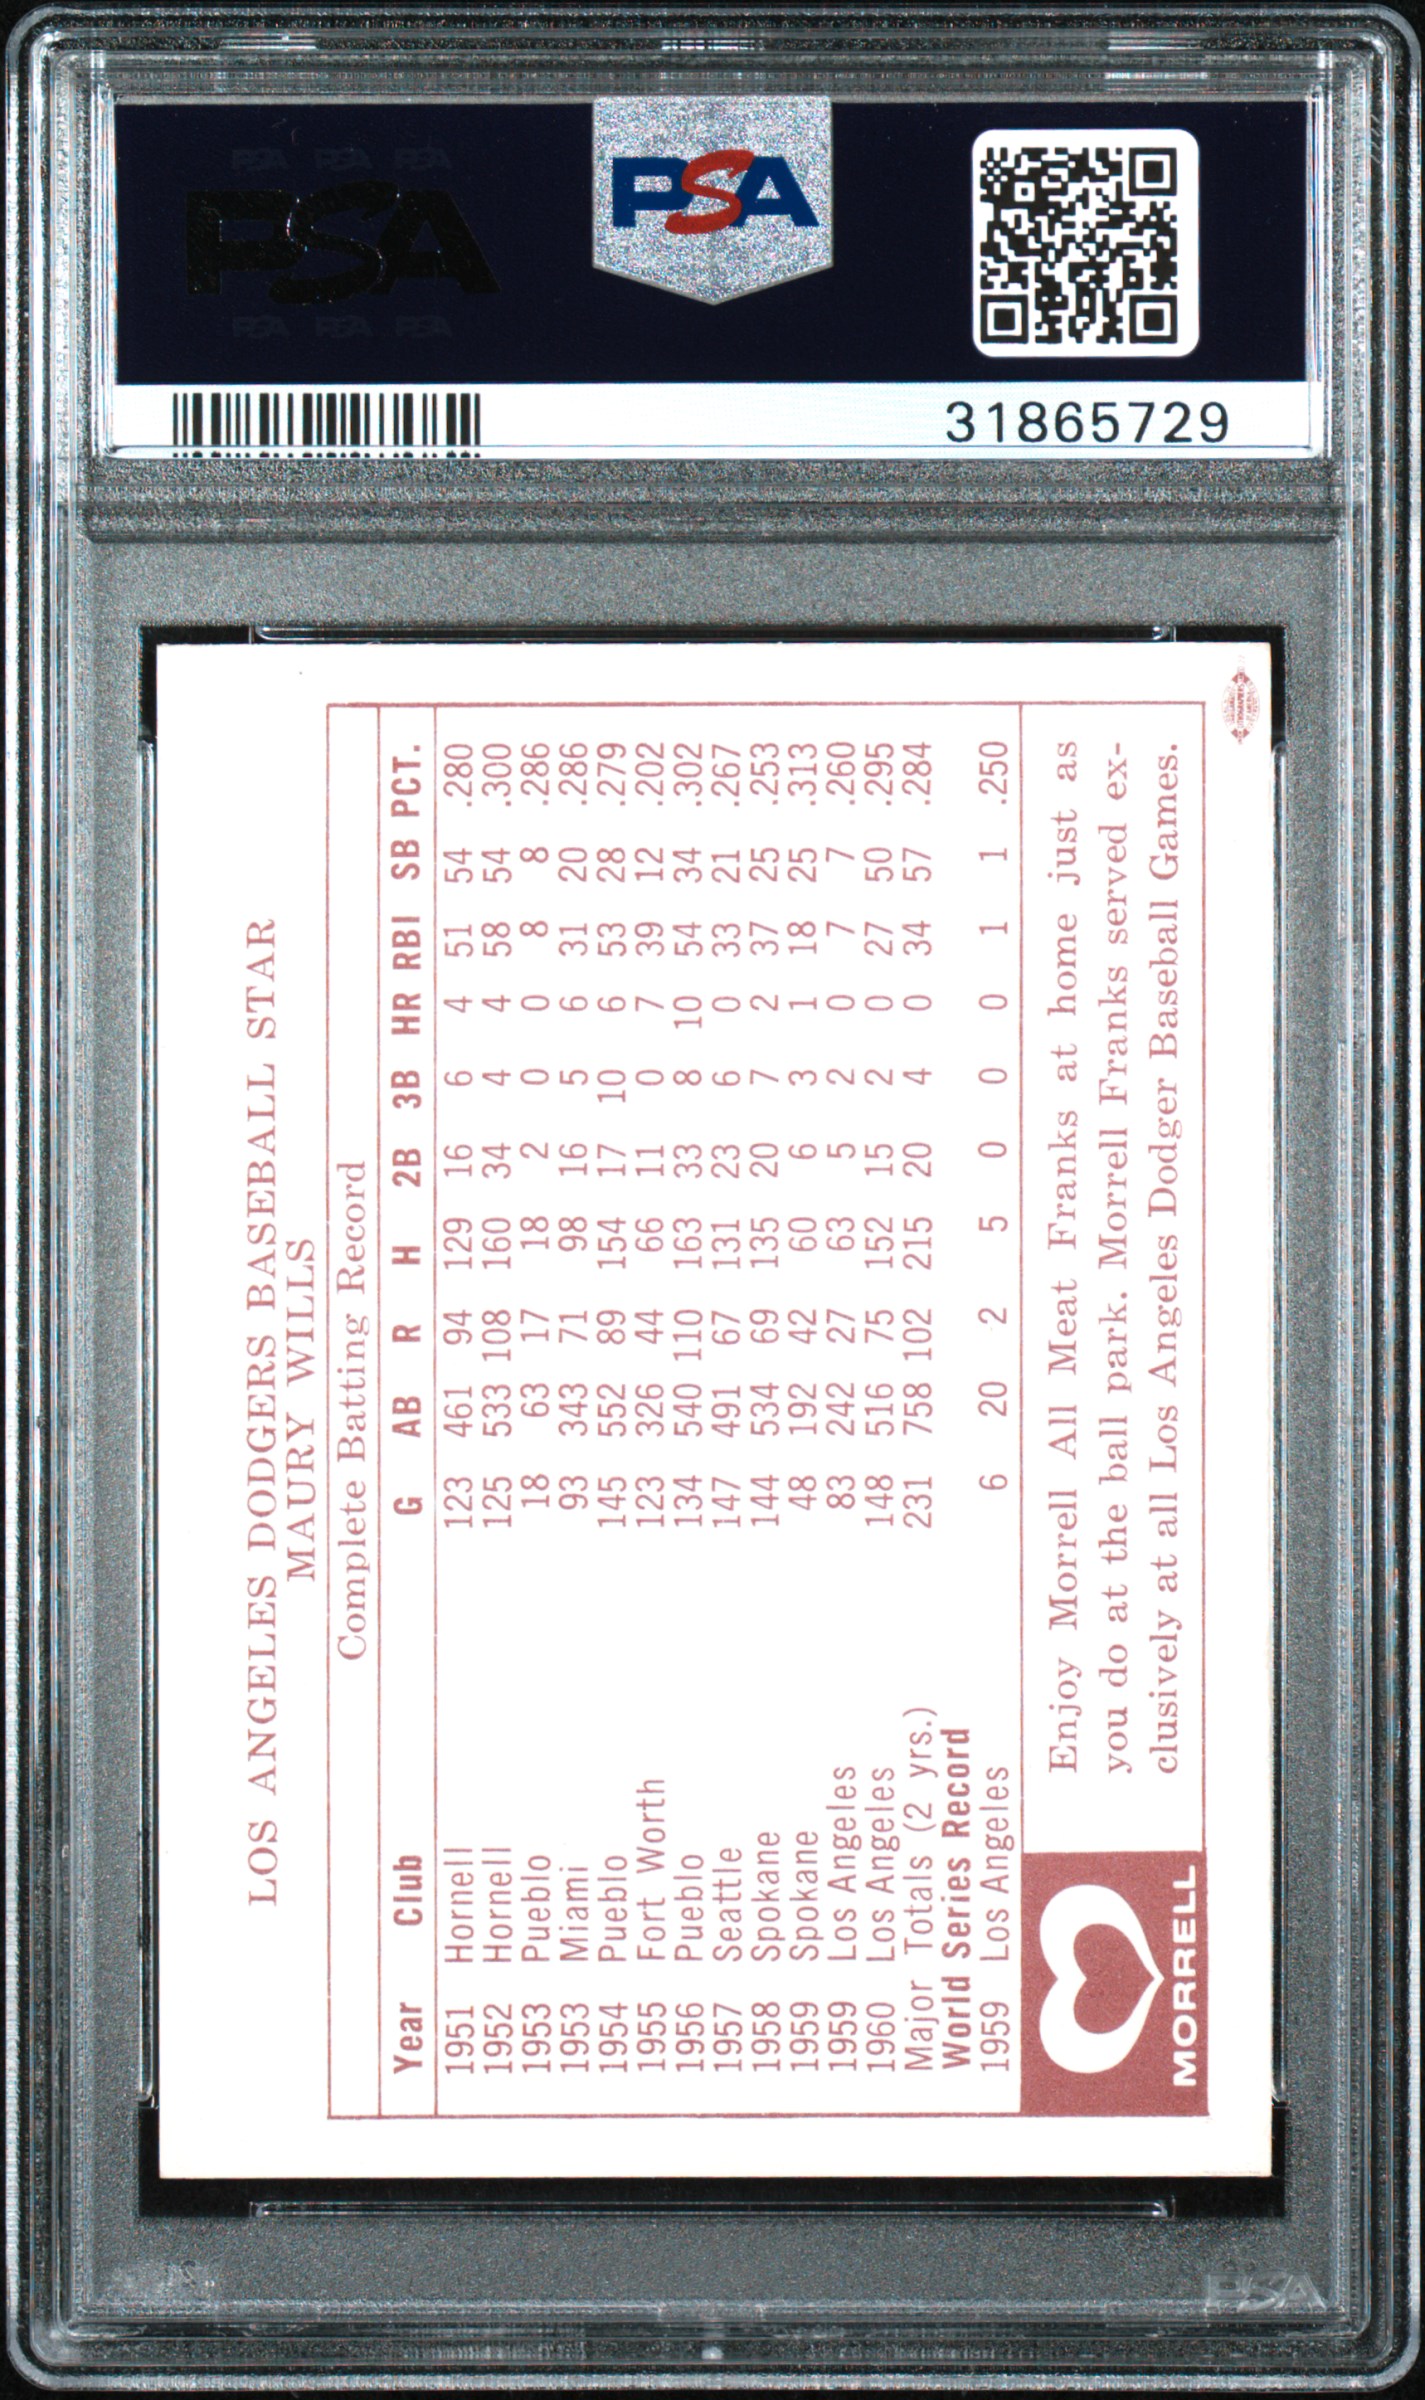 PSA PSA PSA
PSA
PSA PSA PSA
PSA
31865729
LOS ANGELES DODGERS BASEBALL STAR
MAURY WILLS
Complete Batting Record
Year Club G AB R H 2B 3B HR RBI SB PCT.
1951 Hornell 123 461 94 129 16 6 4 51 54 .280
1952 Hornell 125 533 108 160 34 4 4 58 54 .300
1953 Pueblo 18 63 17 18 2 0 0 8 8 .286
1953 Miami 93 343 71 98 16 5 6 31 20 .286
1954 Pueblo 145 552 89 154 17 10 6 53 28 .279
1955 Fort Worth 123 326 44 66 11 0 7 39 12 .202
1956 Pueblo 134 540 110 163 33 8 10 54 34 .302
1957 Seattle 147 491 67 131 23 6 0 33 21 .267
1958 Spokane 144 534 69 135 20 7 2 37 25 .253
1959 Spokane 48 192 42 60 6 3 1 18 25 .313
1959 Los Angeles 83 242 27 63 5 2 0 7 7 .260
1960 Los Angeles 148 516 75 152 15 2 0 27 50 .295
Major Totals (2 yrs.) 231 758 102 215 20 4 0 34 57 .284
World Series Record
1959 Los Angeles 6 20 2 5 0 0 0 1 1 .250
MORRELL
Enjoy Morrell All Meat Franks at home just as
you do at the ball park. Morrell Franks served ex-
clusively at all Los Angeles Dodger Baseball Games.
PSA